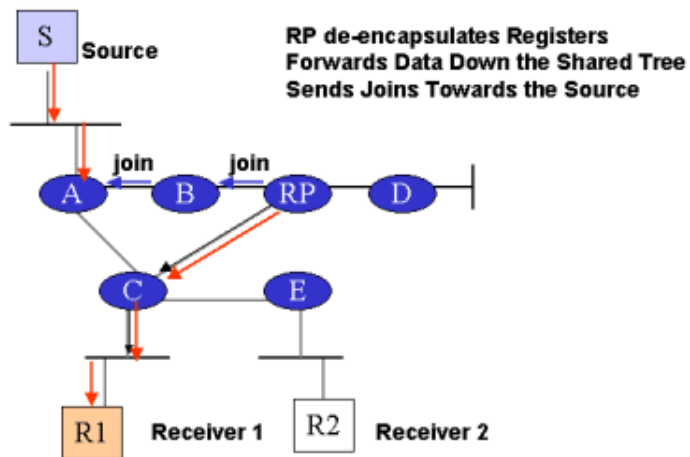 S
Source
RP de-encapsulates Registers
Forwards Data Down the Shared Tree
Sends Joins Towards the Source
join
join
A
B
RP
D
C
E
R1
Receiver 1
R2
Receiver 2